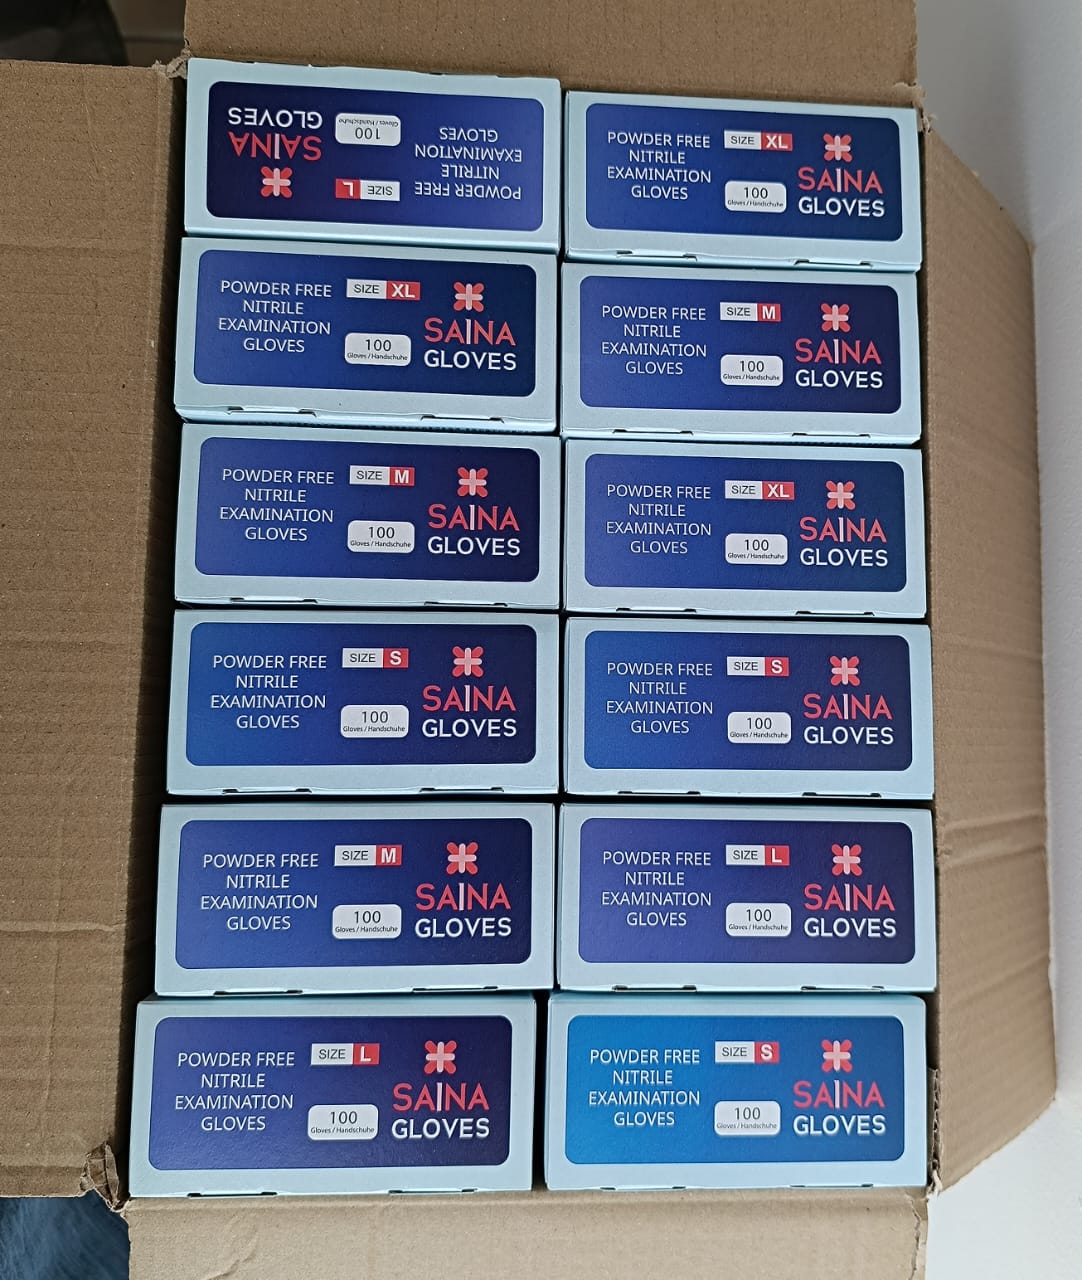 POWDER FREE
NITRILE
EXAMINATION
GLOVES
SIZE L
100
Gloves / Handschuhe
SAINA
GLOVES
POWDER FREE
NITRILE
EXAMINATION
GLOVES
SIZE XL
100
Gloves / Handschuhe
SAINA
GLOVES
POWDER FREE
NITRILE
EXAMINATION
GLOVES
SIZE XL
100
Gloves / Handschuhe
SAINA
GLOVES
POWDER FREE
NITRILE
EXAMINATION
GLOVES
SIZE M
100
Gloves / Handschuhe
SAINA
GLOVES
POWDER FREE
NITRILE
EXAMINATION
GLOVES
SIZE M
100
Gloves / Handschuhe
SAINA
GLOVES
POWDER FREE
NITRILE
EXAMINATION
GLOVES
SIZE XL
100
Gloves / Handschuhe
SAINA
GLOVES
POWDER FREE
NITRILE
EXAMINATION
GLOVES
SIZE S
100
Gloves / Handschuhe
SAINA
GLOVES
POWDER FREE
NITRILE
EXAMINATION
GLOVES
SIZE S
100
Gloves / Handschuhe
SAINA
GLOVES
POWDER FREE
NITRILE
EXAMINATION
GLOVES
SIZE M
100
Gloves / Handschuhe
SAINA
GLOVES
POWDER FREE
NITRILE
EXAMINATION
GLOVES
SIZE L
100
Gloves / Handschuhe
SAINA
GLOVES
POWDER FREE
NITRILE
EXAMINATION
GLOVES
SIZE L
100
Gloves / Handschuhe
SAINA
GLOVES
POWDER FREE
NITRILE
EXAMINATION
GLOVES
SIZE S
100
Gloves / Handschuhe
SAINA
GLOVES